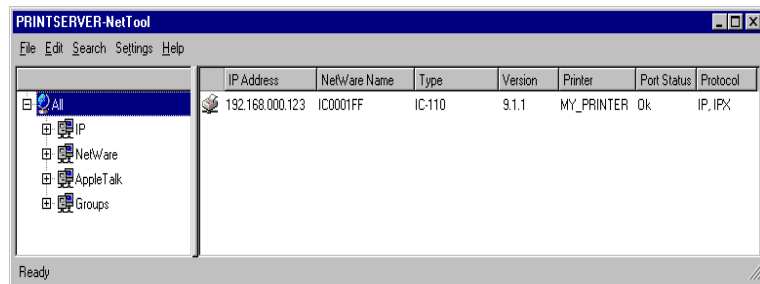 PRINTSERVER-NetTool
File Edit Search Settings Help
IP Address NetWare Name Type Version Printer Port Status Protocol
All
192.168.000.123 IC0001FF IC-110 9.1.1 MY_PRINTER Ok IP, IPX
IP
NetWare
AppleTalk
Groups
Ready